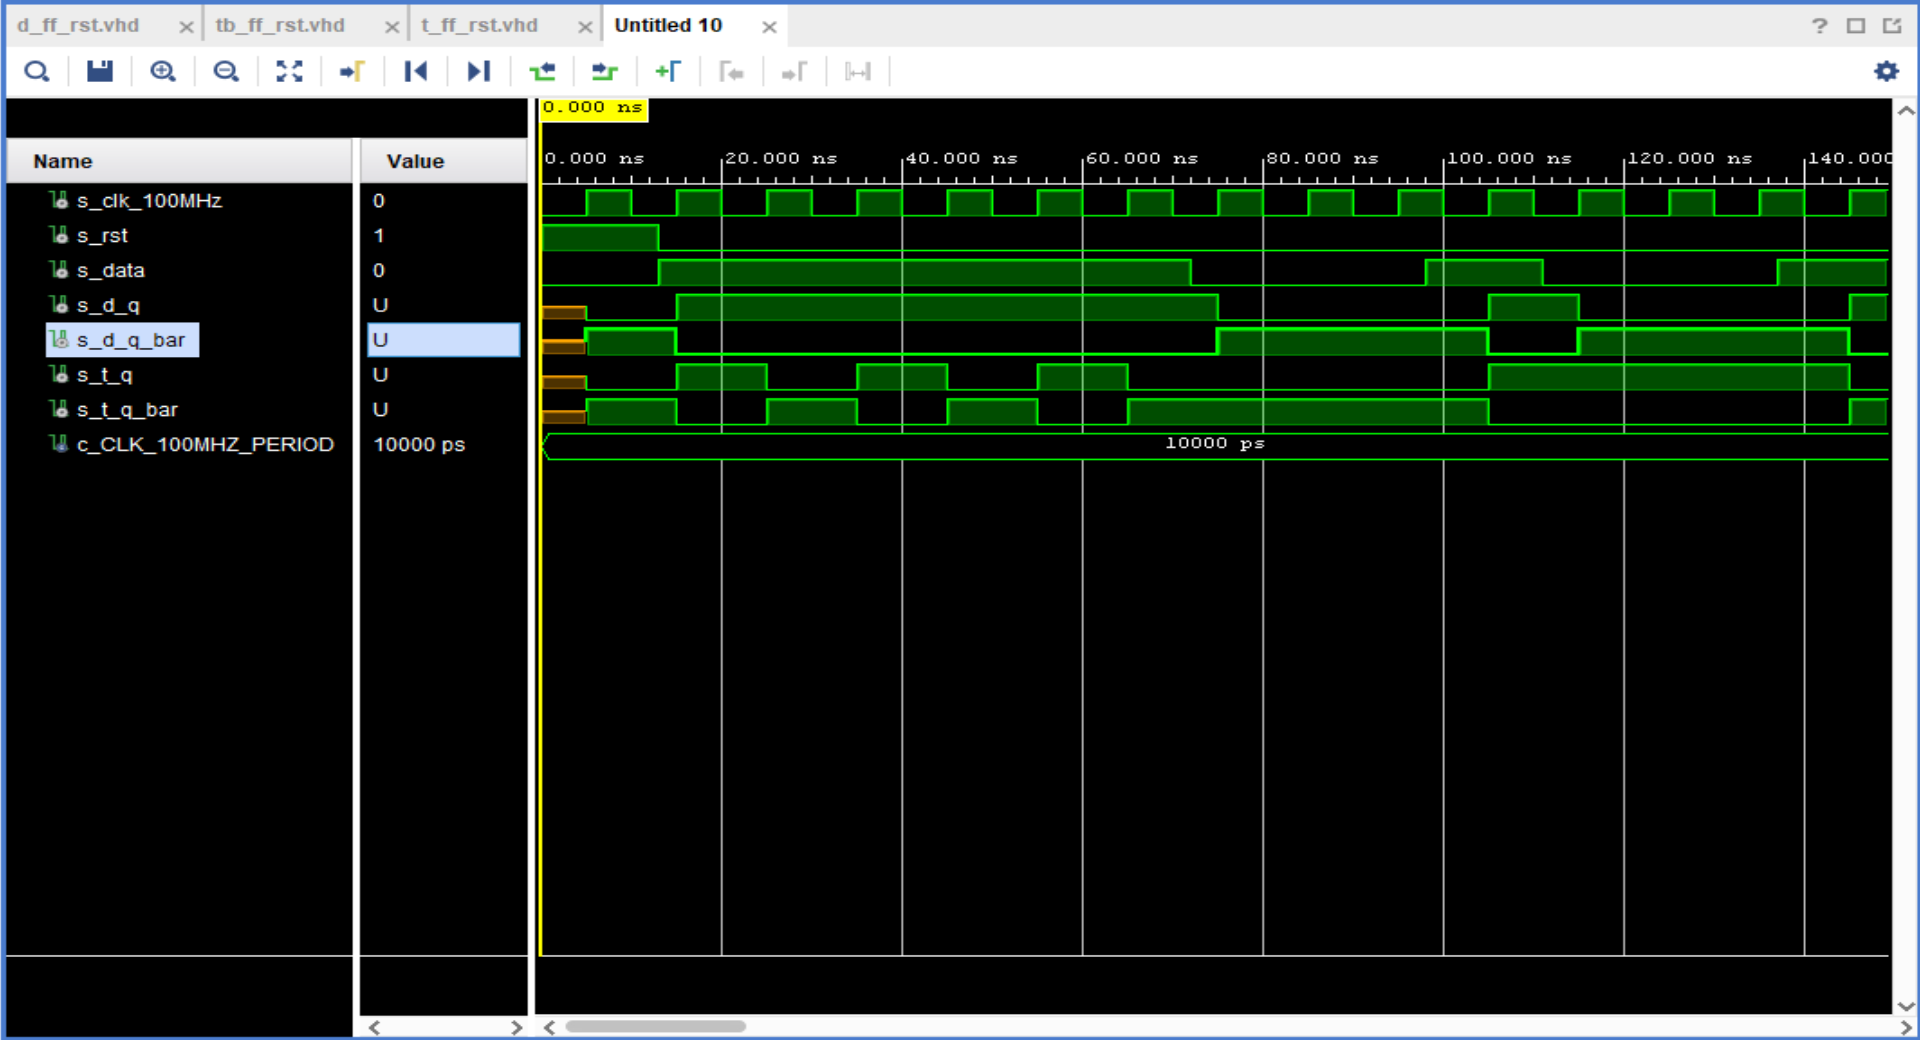 d_ff_rst.vhd tb_ff_rst.vhd t_ff_rst.vhd Untitled 10
0.000 ns
Name Value
0.000 ns 20.000 ns 40.000 ns 60.000 ns 80.000 ns 100.000 ns 120.000 ns 140.000
s_clk_100MHz 0
s_rst 1
s_data 0
s_d_q U
s_d_q_bar U
s_t_q U
s_t_q_bar U
c_CLK_100MHZ_PERIOD 10000 ps 10000 ps